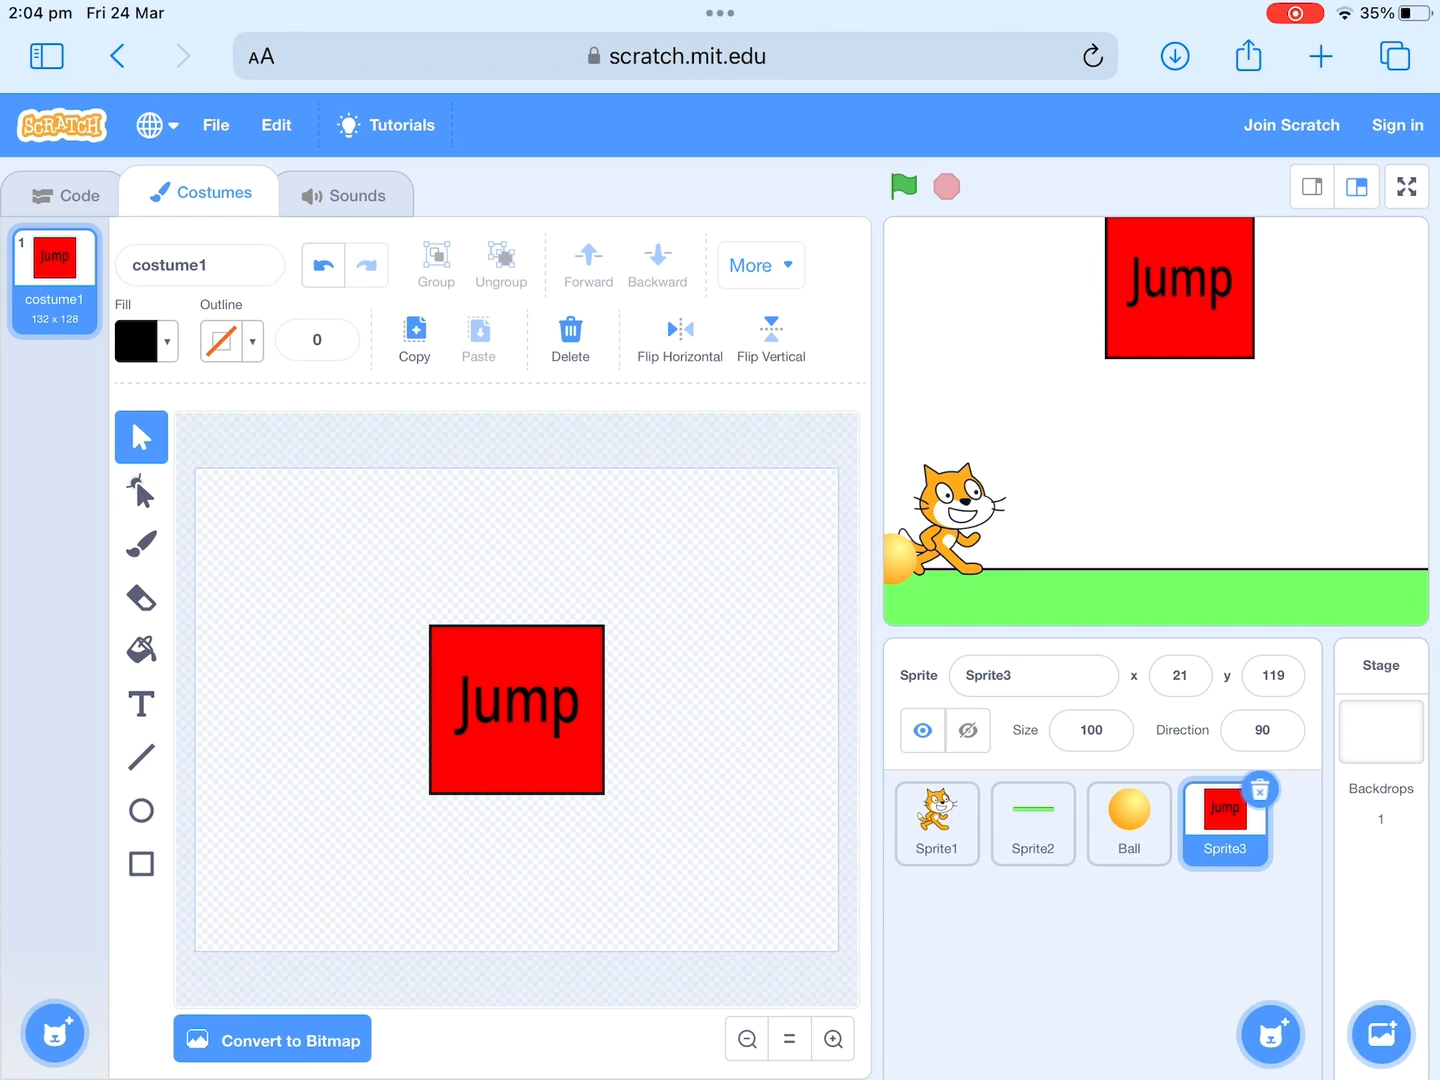 2:04 pm Fri 24 Mar
35%
AA
scratch.mit.edu
SCRATCH
File
Edit
Tutorials
Join Scratch
Sign in
Code
Costumes
Sounds
1
Jump
costume1
132 x 128
costume1
Group
Ungroup
Forward
Backward
More
Fill
Outline
0
Copy
Paste
Delete
Flip Horizontal
Flip Vertical
T
Jump
Convert to Bitmap
Jump
Sprite
Sprite3
x
21
y
119
Size
100
Direction
90
Sprite1
Sprite2
Ball
Jump
Sprite3
Stage
Backdrops
1